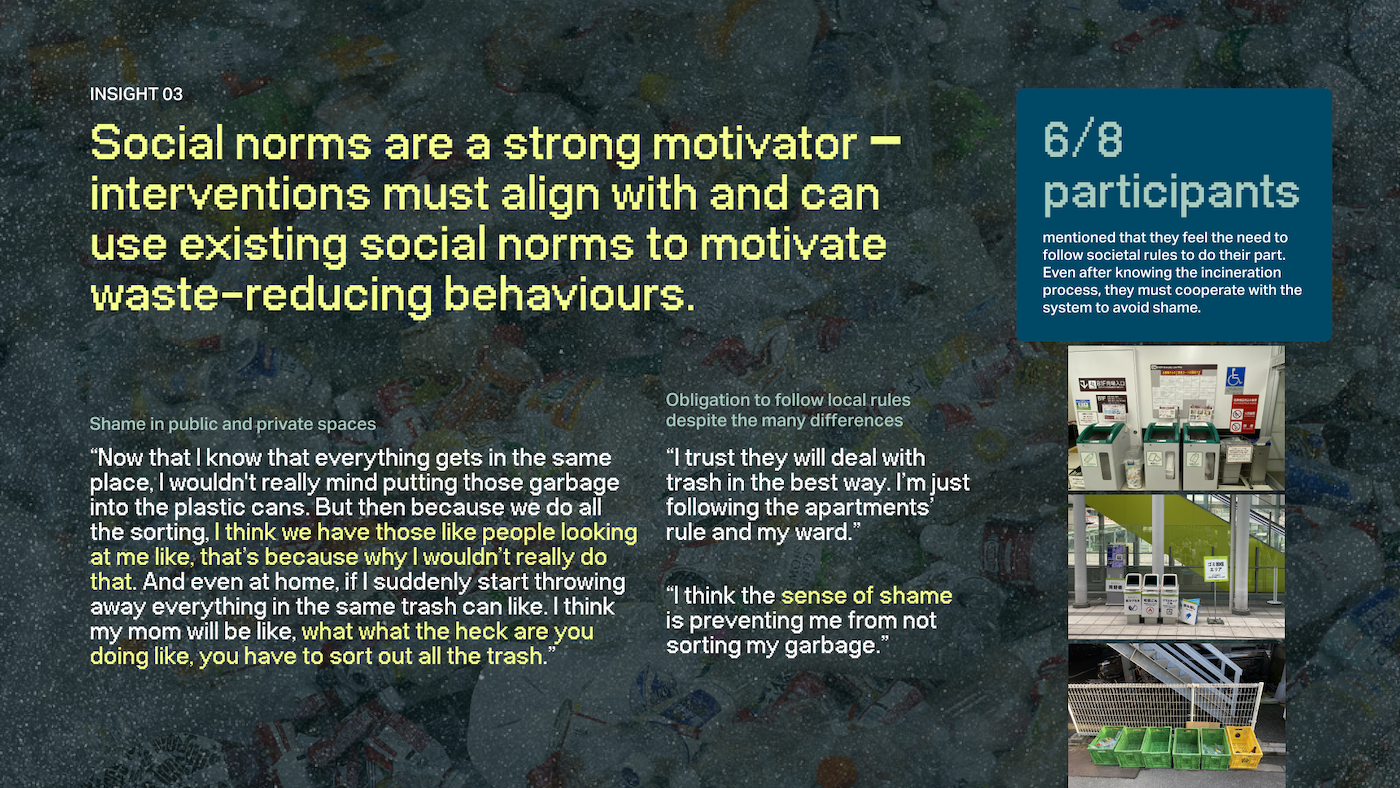 INSIGHT 03
Social norms are a strong motivator –
interventions must align with and can
use existing social norms to motivate
waste-reducing behaviours.
6/8
participants
mentioned that they feel the need to
follow societal rules to do their part.
Even after knowing the incineration
process, they must cooperate with the
system to avoid shame.
Shame in public and private spaces
“Now that I know that everything gets in the same
place, I wouldn't really mind putting those garbage
into the plastic cans. But then because we do all
the sorting, I think we have those like people looking
at me like, that’s because why I wouldn’t really do
that. And even at home, if I suddenly start throwing
away everything in the same trash can like. I think
my mom will be like, what what the heck are you
doing like, you have to sort out all the trash.”
Obligation to follow local rules
despite the many differences
“I trust they will deal with
trash in the best way. I’m just
following the apartments’
rule and my ward.”
“I think the sense of shame
is preventing me from not
sorting my garbage.”